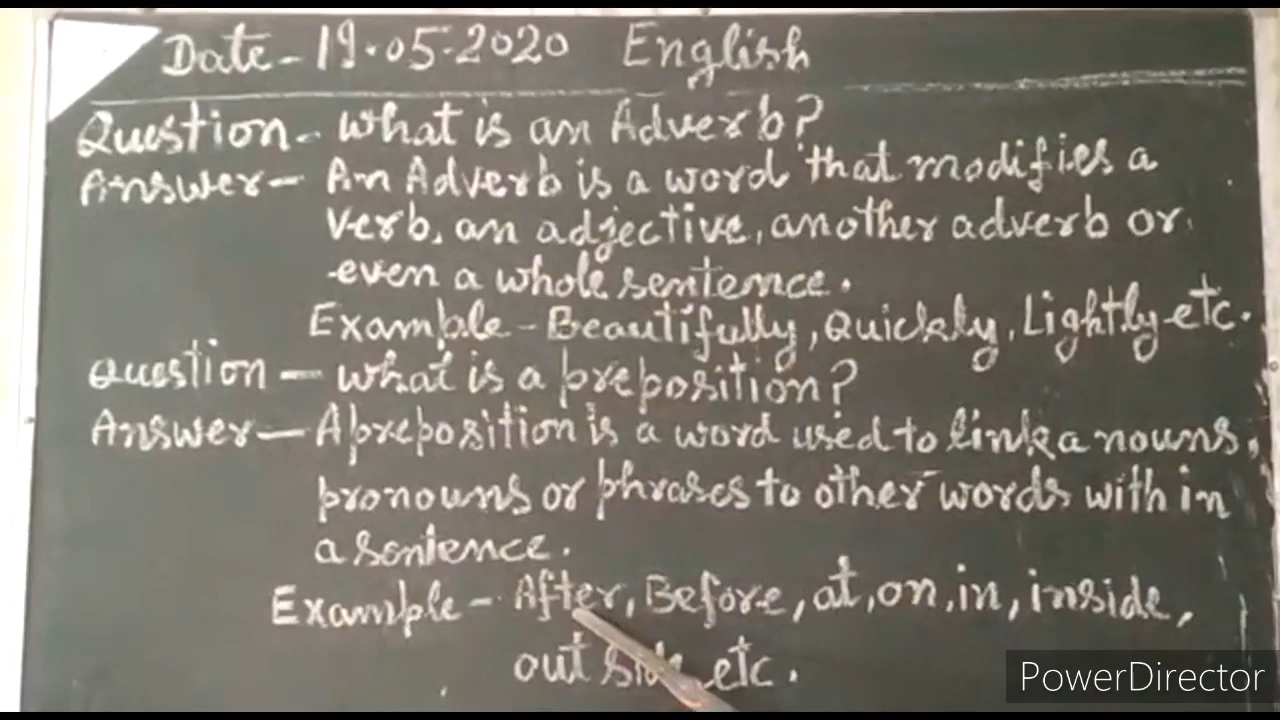 Date - 19.05.2020 English
Question - What is an Adverb?
Answer - An Adverb is a word that modifies a
verb, an adjective, another adverb or
even a whole sentence.
Example - Beautifully, Quickly, Lightly etc.
Question - What is a preposition?
Answer - A preposition is a word used to link a nouns,
pronouns or phrases to other words with in
a sentence.
Example - After, Before, at, on, in, inside,
out side etc.
PowerDirector